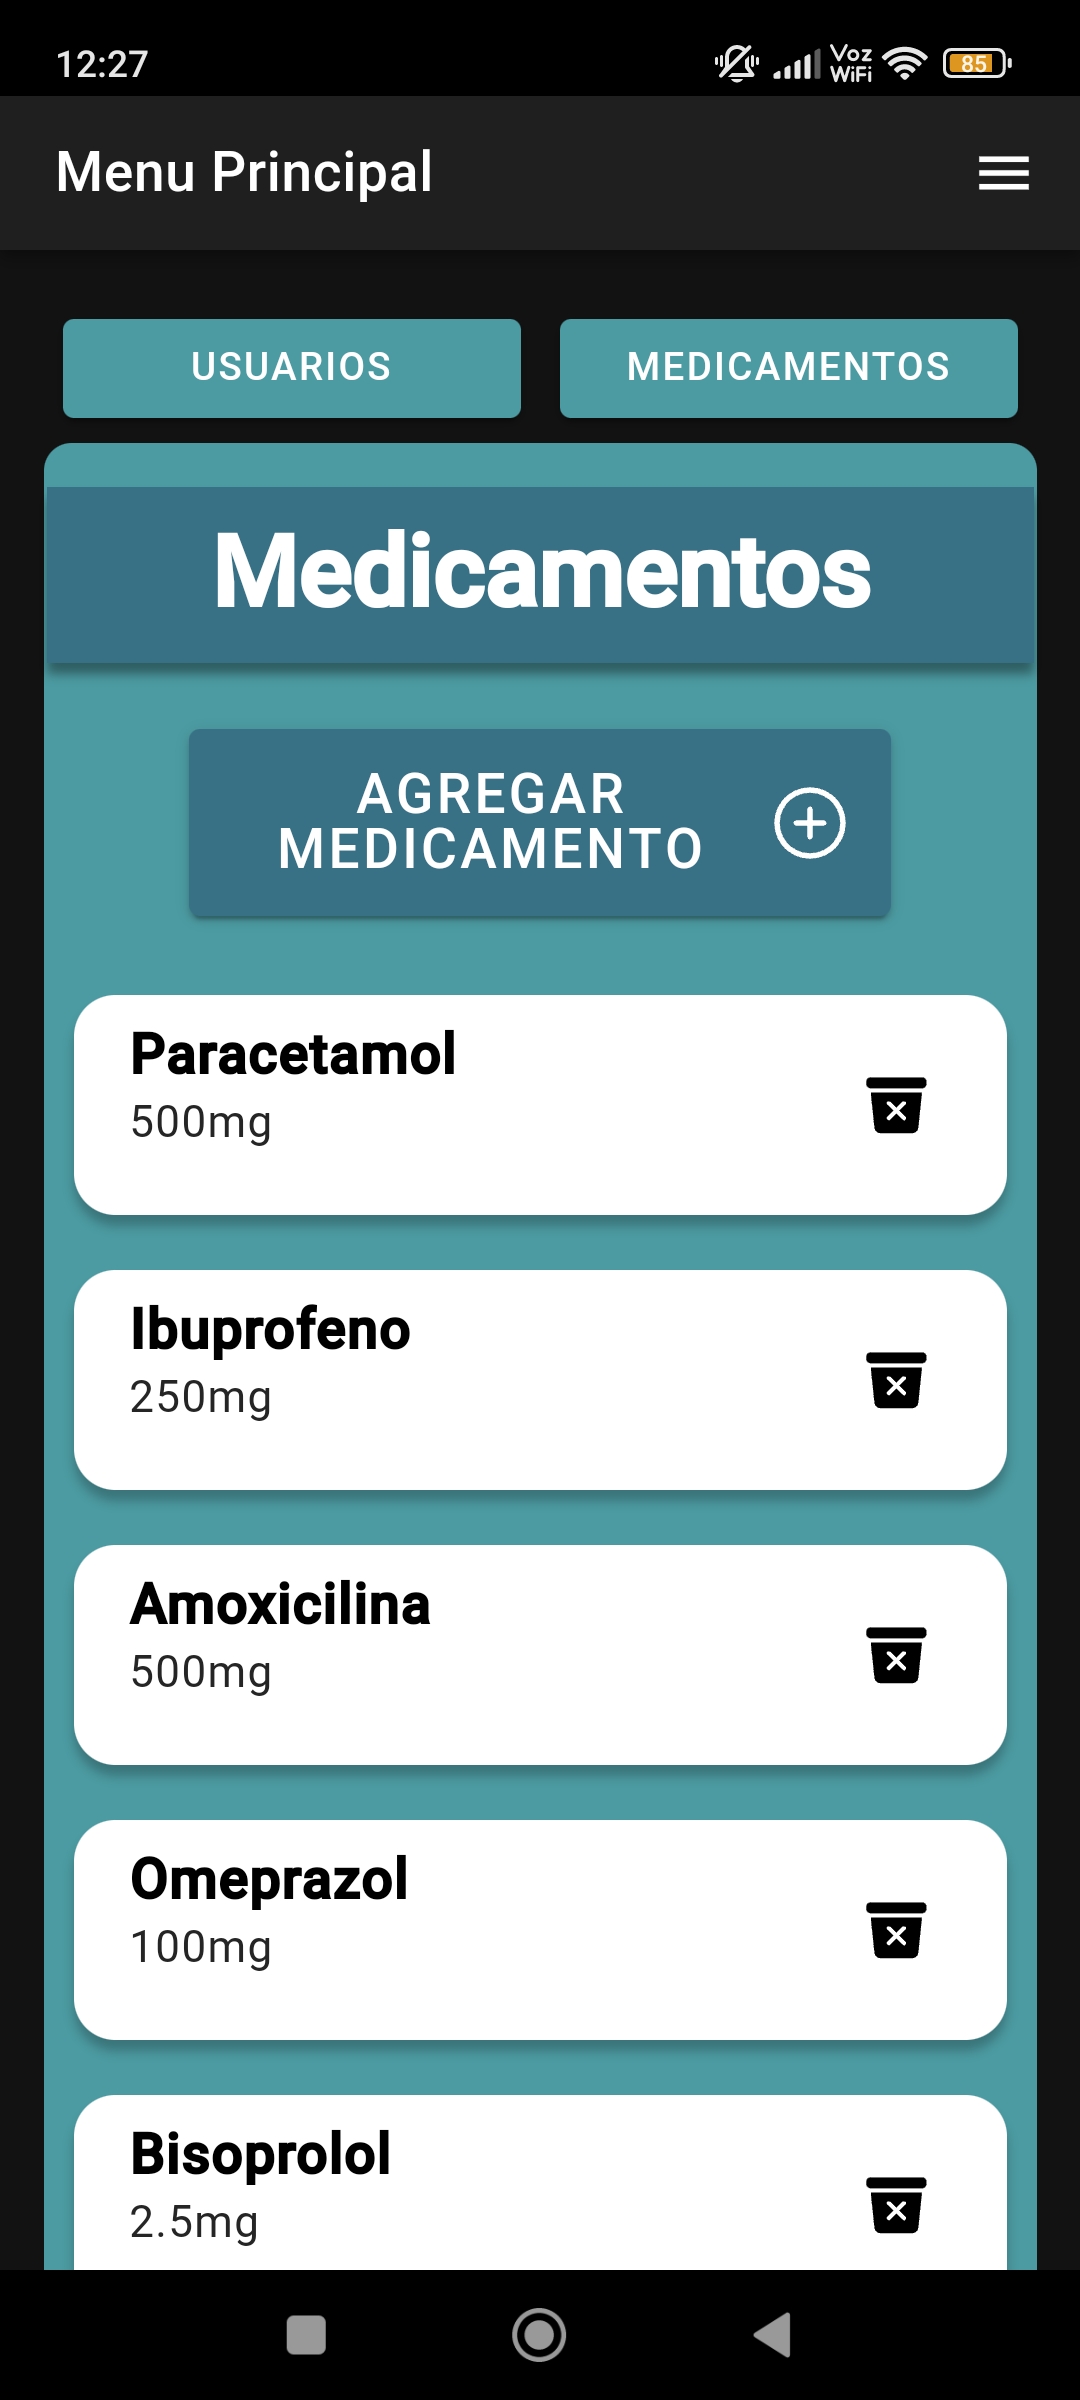 12:27
Voz
WiFi
85
Menu Principal
USUARIOS
MEDICAMENTOS
Medicamentos
AGREGAR
MEDICAMENTO
Paracetamol
500mg
Ibuprofeno
250mg
Amoxicilina
500mg
Omeprazol
100mg
Bisoprolol
2.5mg